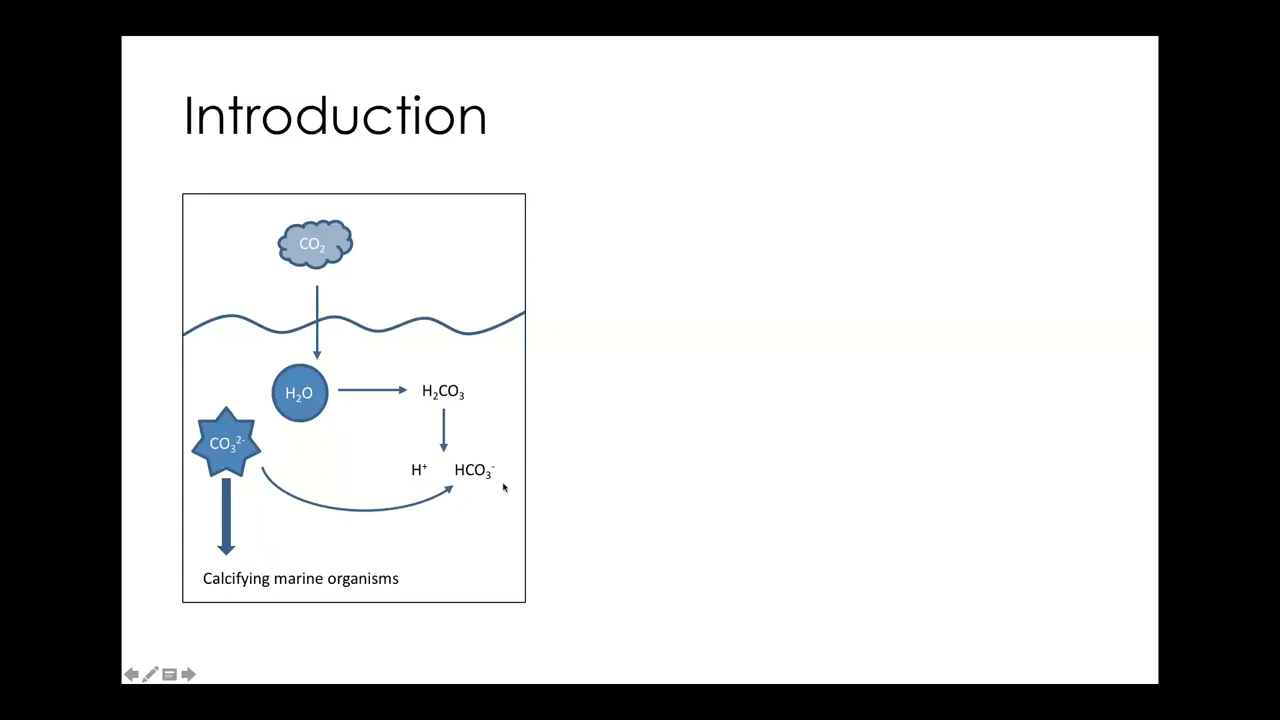 Introduction
CO₂
H₂O
H₂CO₃
CO₃²⁻
H⁺ HCO₃⁻
Calcifying marine organisms